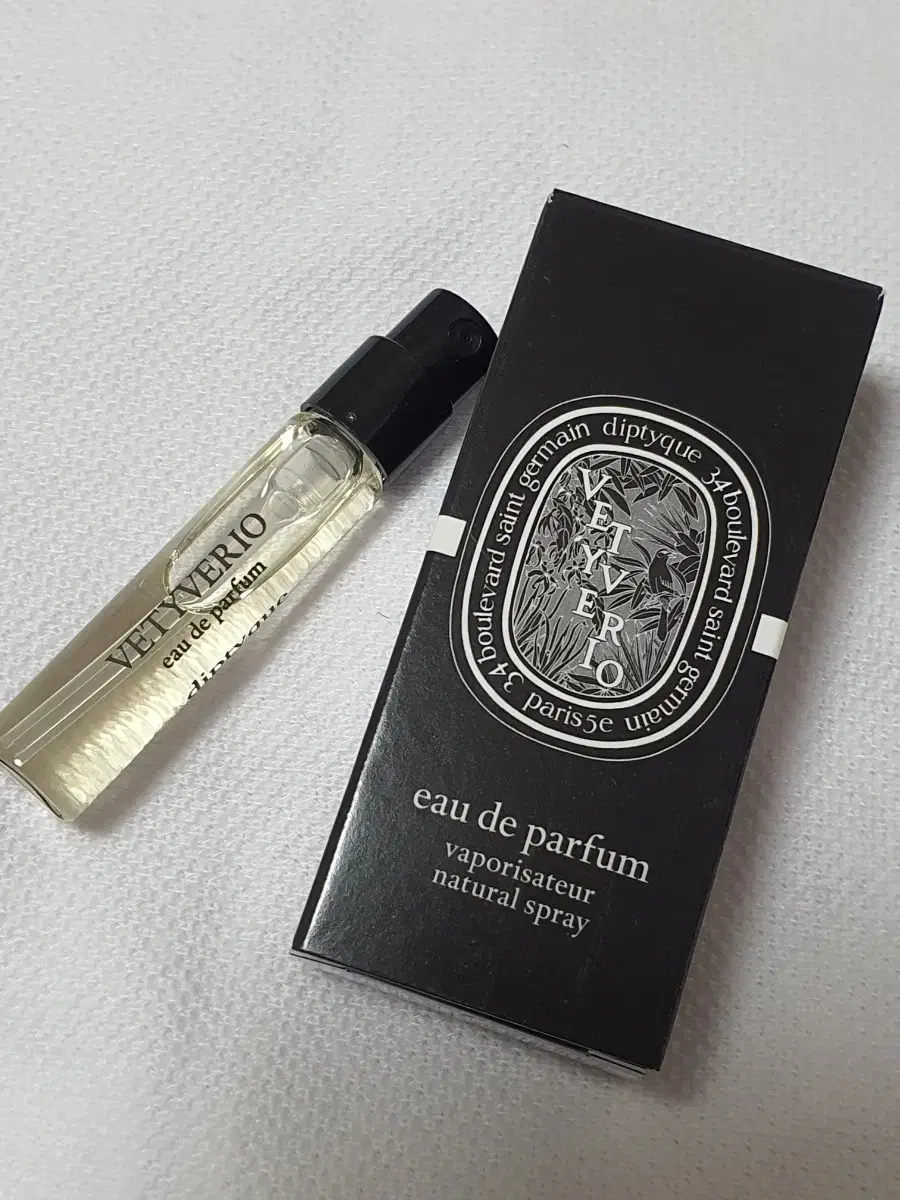 VETYVERIO
eau de parfum
diptyque
diptyque 34 boulevard saint germain paris 5e 34 boulevard saint germain
VETYVERIO
eau de parfum
vaporisateur
natural spray